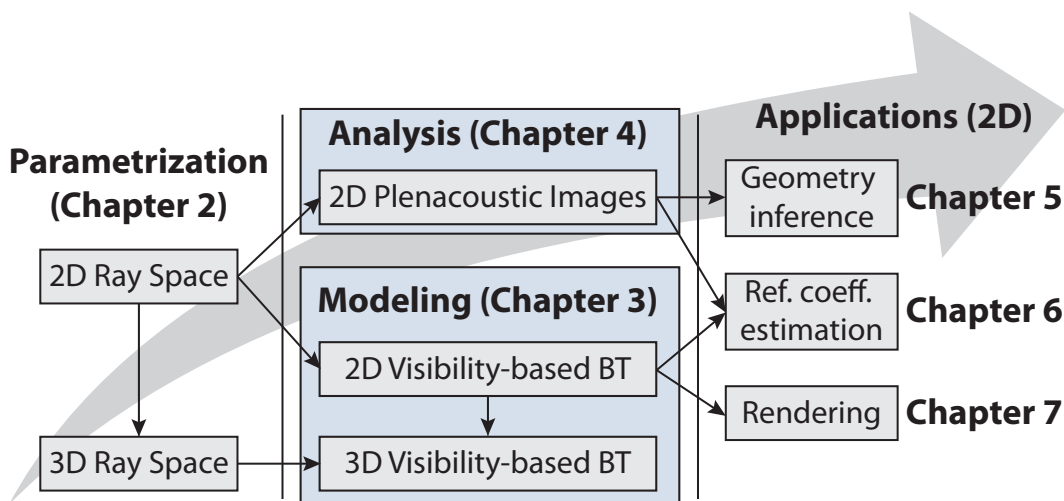 Parametrization
(Chapter 2)
2D Ray Space
3D Ray Space
Analysis (Chapter 4)
2D Plenacoustic Images
Modeling (Chapter 3)
2D Visibility-based BT
3D Visibility-based BT
Applications (2D)
Geometry
inference
Chapter 5
Ref. coeff.
estimation
Chapter 6
Rendering
Chapter 7